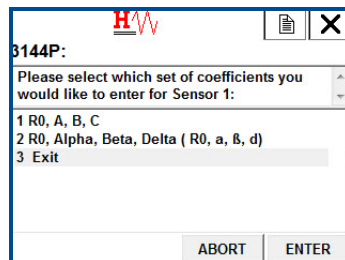 H
3144P:
Please select which set of coefficients you
would like to enter for Sensor 1:
1 R0, A, B, C
2 R0, Alpha, Beta, Delta ( R0, a, ß, d)
3 Exit
ABORT
ENTER